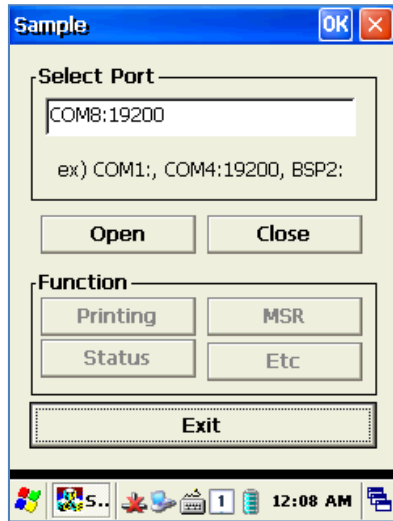 Sample OK
Select Port
COM8:19200
ex) COM1:, COM4:19200, BSP2:
Open Close
Function
Printing MSR
Status Etc
Exit
S.. 1 12:08 AM